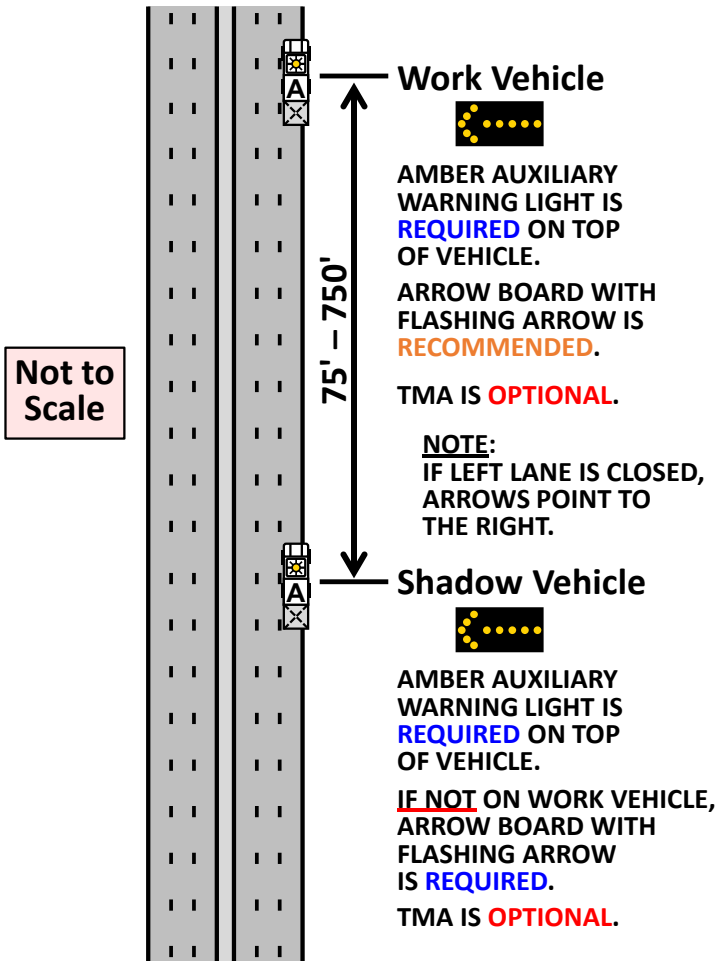 Work Vehicle
A
AMBER AUXILIARY
WARNING LIGHT IS
REQUIRED ON TOP
OF VEHICLE.
ARROW BOARD WITH
FLASHING ARROW IS
RECOMMENDED.
75' – 750'
Not to
Scale
TMA IS OPTIONAL.
NOTE:
IF LEFT LANE IS CLOSED,
ARROWS POINT TO
THE RIGHT.
Shadow Vehicle
A
AMBER AUXILIARY
WARNING LIGHT IS
REQUIRED ON TOP
OF VEHICLE.
IF NOT ON WORK VEHICLE,
ARROW BOARD WITH
FLASHING ARROW
IS REQUIRED.
TMA IS OPTIONAL.